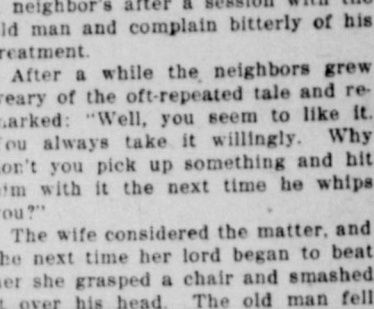 neighbor's after a session with the
ld man and complain bitterly of his
reatment.
After a while the neighbors grew
reary of the oft-repeated tale and re-
arked: "Well, you seem to like it.
ou always take it willingly. Why
on't you pick up something and hit
im with it the next time he whips
ou?"
The wife considered the matter, and
he next time her lord began to beat
er she grasped a chair and smashed
t over his head. The old man fell